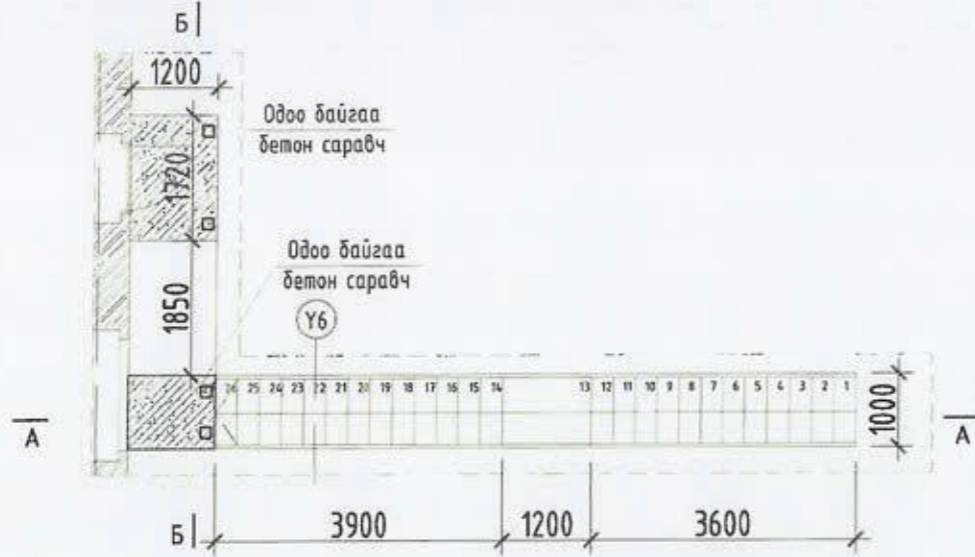 Б
1200
Одоо байгаа
бетон саравч
1720
Одоо байгаа
бетон саравч
1850
Y6
26 25 24 23 22 21 20 19 18 17 16 15 14 13 12 11 10 9 8 7 6 5 4 3 2 1
1000
А
А
Б
3900
1200
3600